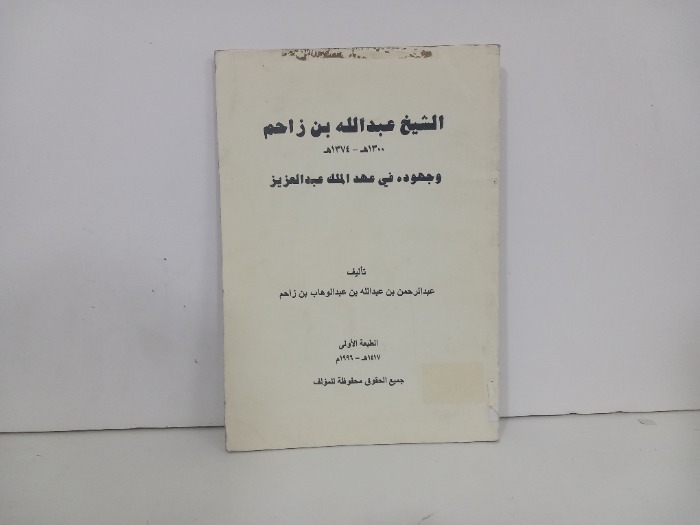 الشيخ عبدالله بن زاحم
١٣٠٠هـ - ١٣٧٤هـ
وجهوده في عهد الملك عبدالعزيز
تأليف
عبدالرحمن بن عبدالله بن عبدالوهاب بن زاحم
الطبعة الأولى
١٤١٧هـ - ١٩٩٦م
جميع الحقوق محفوظة للمؤلف